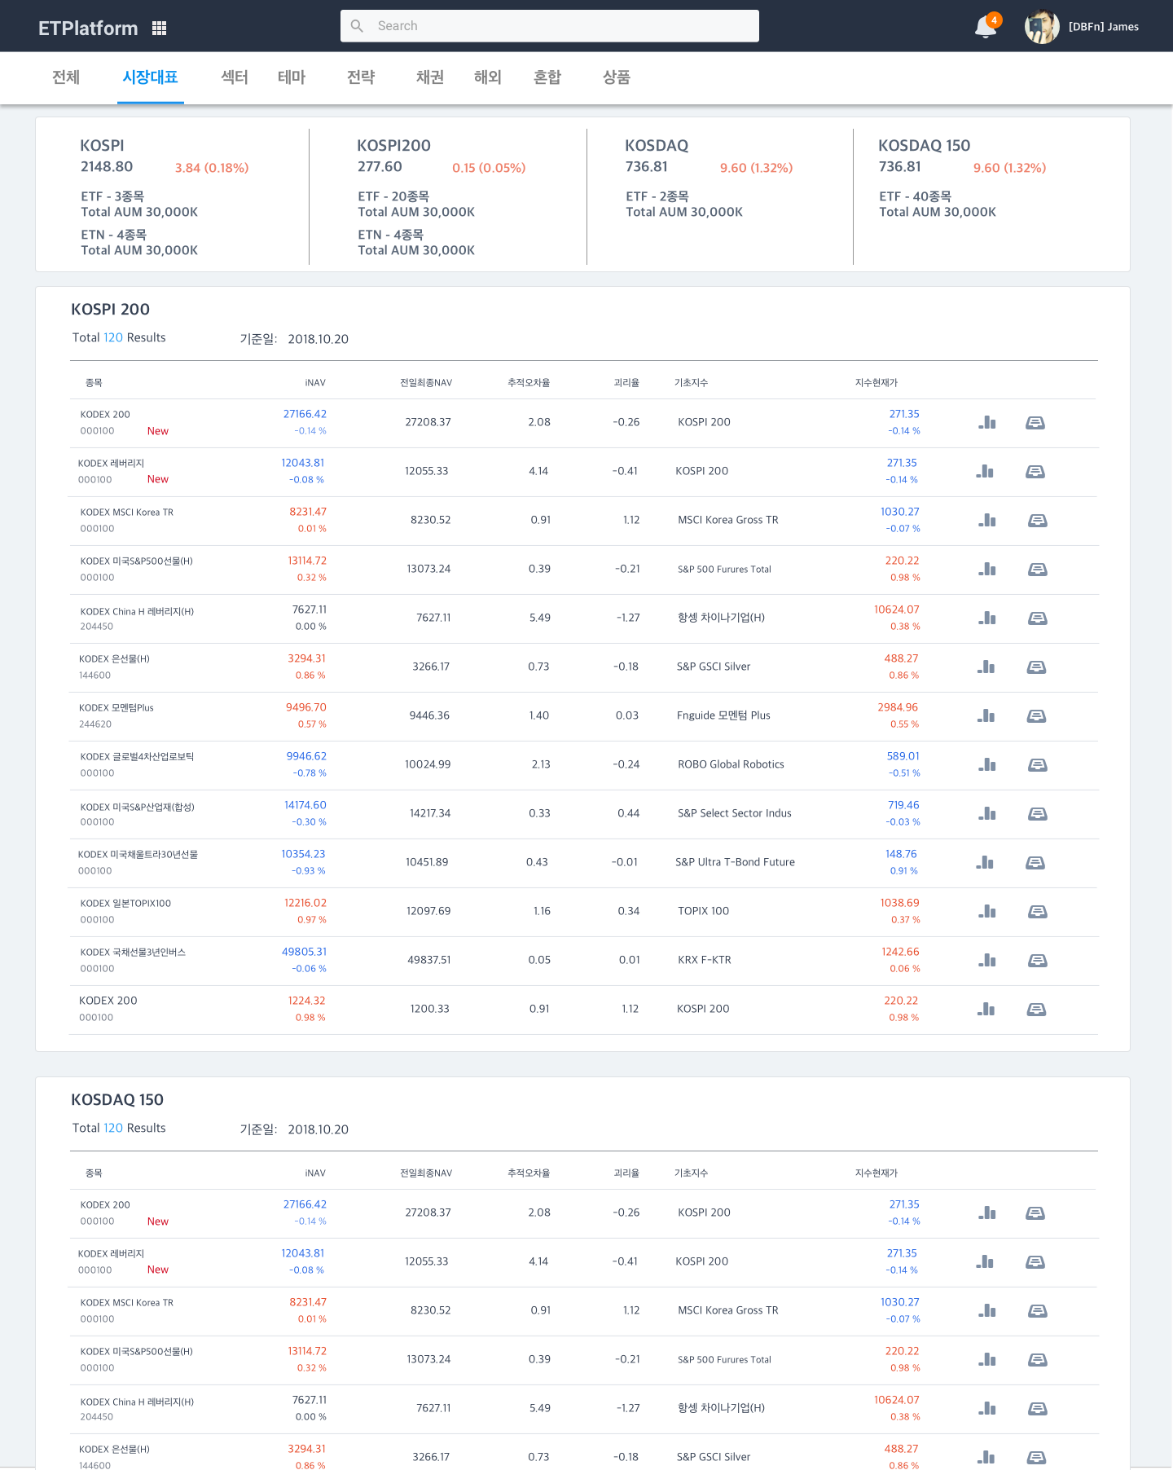 ETPlatform
Search
4
[DBFn] James
전체 시장대표 섹터 테마 전략 채권 해외 혼합 상품
KOSPI
2148.80 3.84 (0.18%)
ETF - 3종목
Total AUM 30,000K
ETN - 4종목
Total AUM 30,000K
KOSPI200
277.60 0.15 (0.05%)
ETF - 20종목
Total AUM 30,000K
ETN - 4종목
Total AUM 30,000K
KOSDAQ
736.81 9.60 (1.32%)
ETF - 2종목
Total AUM 30,000K
KOSDAQ 150
736.81 9.60 (1.32%)
ETF - 40종목
Total AUM 30,000K
KOSPI 200
Total 120 Results 기준일: 2018.10.20
종목 iNAV 전일최종NAV 추적오차율 괴리율 기초지수 지수현재가
KODEX 200 27166.42 27208.37 2.08 -0.26 KOSPI 200 271.35
000100 New -0.14 % -0.14 %
KODEX 레버리지 12043.81 12055.33 4.14 -0.41 KOSPI 200 271.35
000100 New -0.08 % -0.14 %
KODEX MSCI Korea TR 8231.47 8230.52 0.91 1.12 MSCI Korea Gross TR 1030.27
000100 0.01 % -0.07 %
KODEX 미국S&P500선물(H) 13114.72 13073.24 0.39 -0.21 S&P 500 Furures Total 220.22
000100 0.32 % 0.98 %
KODEX China H 레버리지(H) 7627.11 7627.11 5.49 -1.27 항셍 차이나기업(H) 10624.07
204450 0.00 % 0.38 %
KODEX 은선물(H) 3294.31 3266.17 0.73 -0.18 S&P GSCI Silver 488.27
144600 0.86 % 0.86 %
KODEX 모멘텀Plus 9496.70 9446.36 1.40 0.03 Fnguide 모멘텀 Plus 2984.96
244620 0.57 % 0.55 %
KODEX 글로벌4차산업로보틱 9946.62 10024.99 2.13 -0.24 ROBO Global Robotics 589.01
000100 -0.78 % -0.51 %
KODEX 미국S&P산업재(합성) 14174.60 14217.34 0.33 0.44 S&P Select Sector Indus 719.46
000100 -0.30 % -0.03 %
KODEX 미국채울트라30년선물 10354.23 10451.89 0.43 -0.01 S&P Ultra T-Bond Future 148.76
000100 -0.93 % 0.91 %
KODEX 일본TOPIX100 12216.02 12097.69 1.16 0.34 TOPIX 100 1038.69
000100 0.97 % 0.37 %
KODEX 국채선물3년인버스 49805.31 49837.51 0.05 0.01 KRX F-KTR 1242.66
000100 -0.06 % 0.06 %
KODEX 200 1224.32 1200.33 0.91 1.12 KOSPI 200 220.22
000100 0.98 % 0.98 %
KOSDAQ 150
Total 120 Results 기준일: 2018.10.20
종목 iNAV 전일최종NAV 추적오차율 괴리율 기초지수 지수현재가
KODEX 200 27166.42 27208.37 2.08 -0.26 KOSPI 200 271.35
000100 New -0.14 % -0.14 %
KODEX 레버리지 12043.81 12055.33 4.14 -0.41 KOSPI 200 271.35
000100 New -0.08 % -0.14 %
KODEX MSCI Korea TR 8231.47 8230.52 0.91 1.12 MSCI Korea Gross TR 1030.27
000100 0.01 % -0.07 %
KODEX 미국S&P500선물(H) 13114.72 13073.24 0.39 -0.21 S&P 500 Furures Total 220.22
000100 0.32 % 0.98 %
KODEX China H 레버리지(H) 7627.11 7627.11 5.49 -1.27 항셍 차이나기업(H) 10624.07
204450 0.00 % 0.38 %
KODEX 은선물(H) 3294.31 3266.17 0.73 -0.18 S&P GSCI Silver 488.27
144600 0.86 % 0.86 %